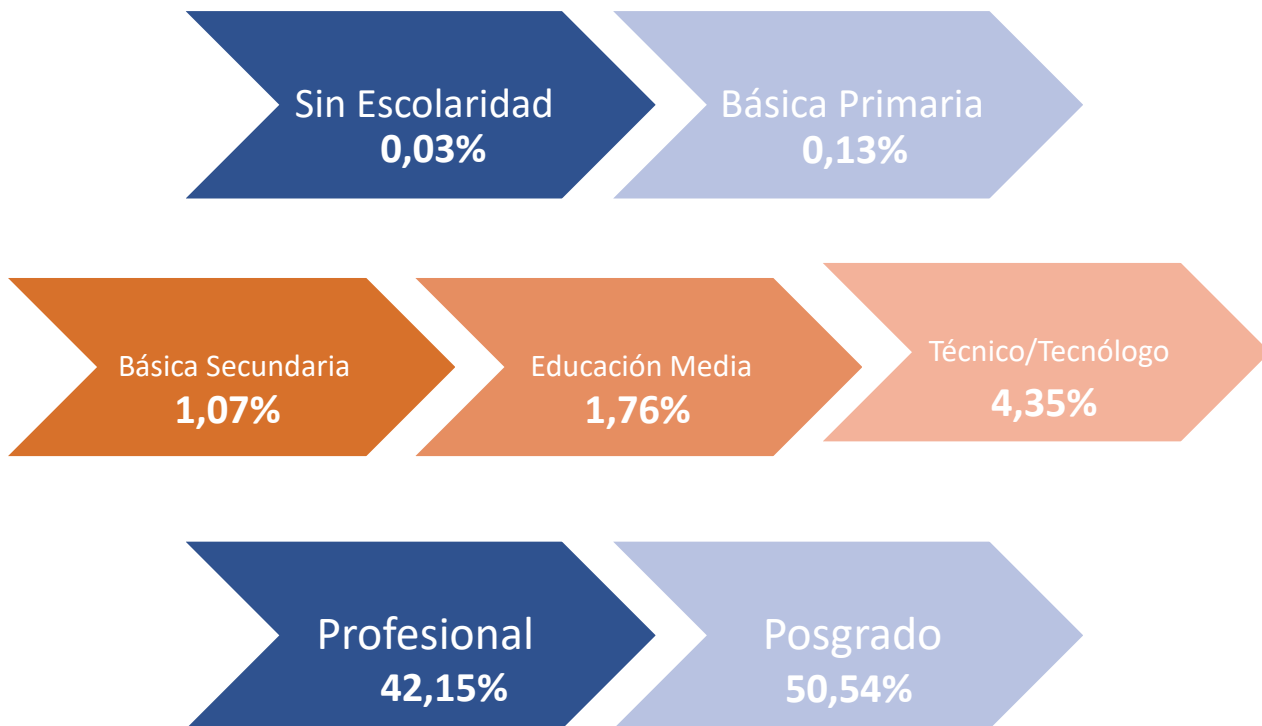 Sin Escolaridad
0,03%
Básica Primaria
0,13%
Básica Secundaria
1,07%
Educación Media
1,76%
Técnico/Tecnólogo
4,35%
Profesional
42,15%
Posgrado
50,54%